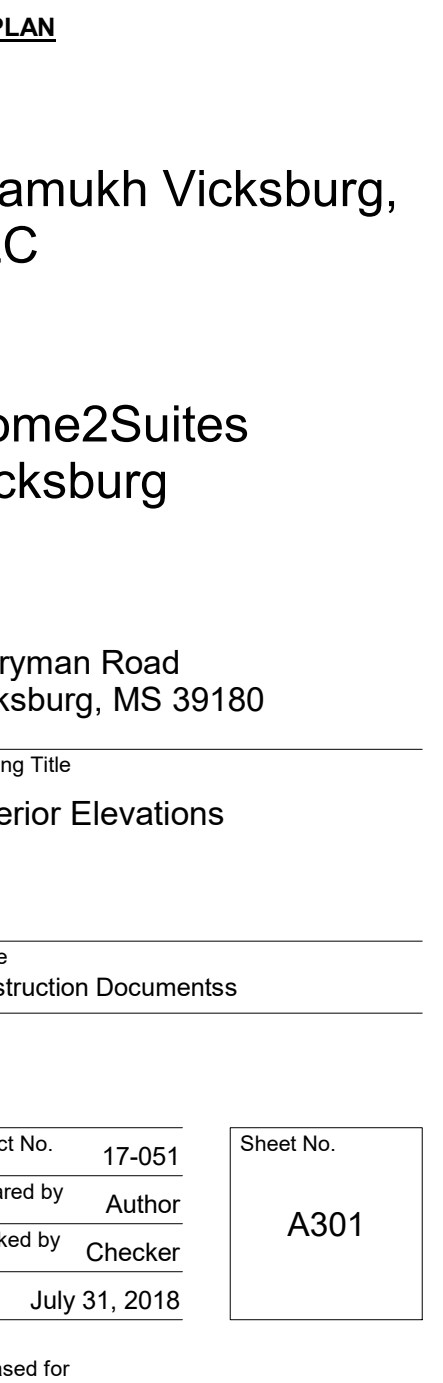 PLAN
amukh Vicksburg,
C
ome2Suites
cksburg
ryman Road
ksburg, MS 39180
ng Title
erior Elevations
e
struction Documentss
ct No.
17-051
ared by
Author
ked by
Checker
July 31, 2018
Sheet No.
A301
ased for